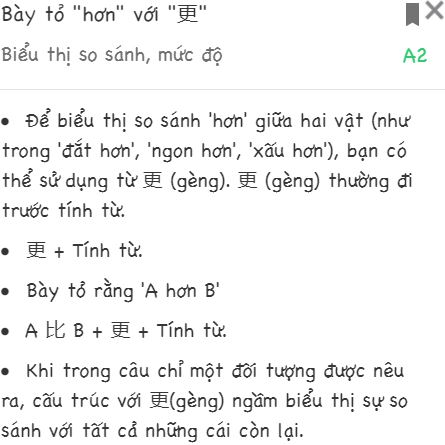 Bày tỏ "hơn" với "更"
Biểu thị so sánh, mức độ
A2
• Để biểu thị so sánh 'hơn' giữa hai vật (như
trong 'đắt hơn', 'ngon hơn', 'xấu hơn'), bạn có
thể sử dụng từ 更 (gèng). 更 (gèng) thường đi
trước tính từ.
• 更 + Tính từ.
• Bày tỏ rằng 'A hơn B'
• A 比 B + 更 + Tính từ.
• Khi trong câu chỉ một đối tượng được nêu
ra, cấu trúc với 更(gèng) ngầm biểu thị sự so
sánh với tất cả những cái còn lại.